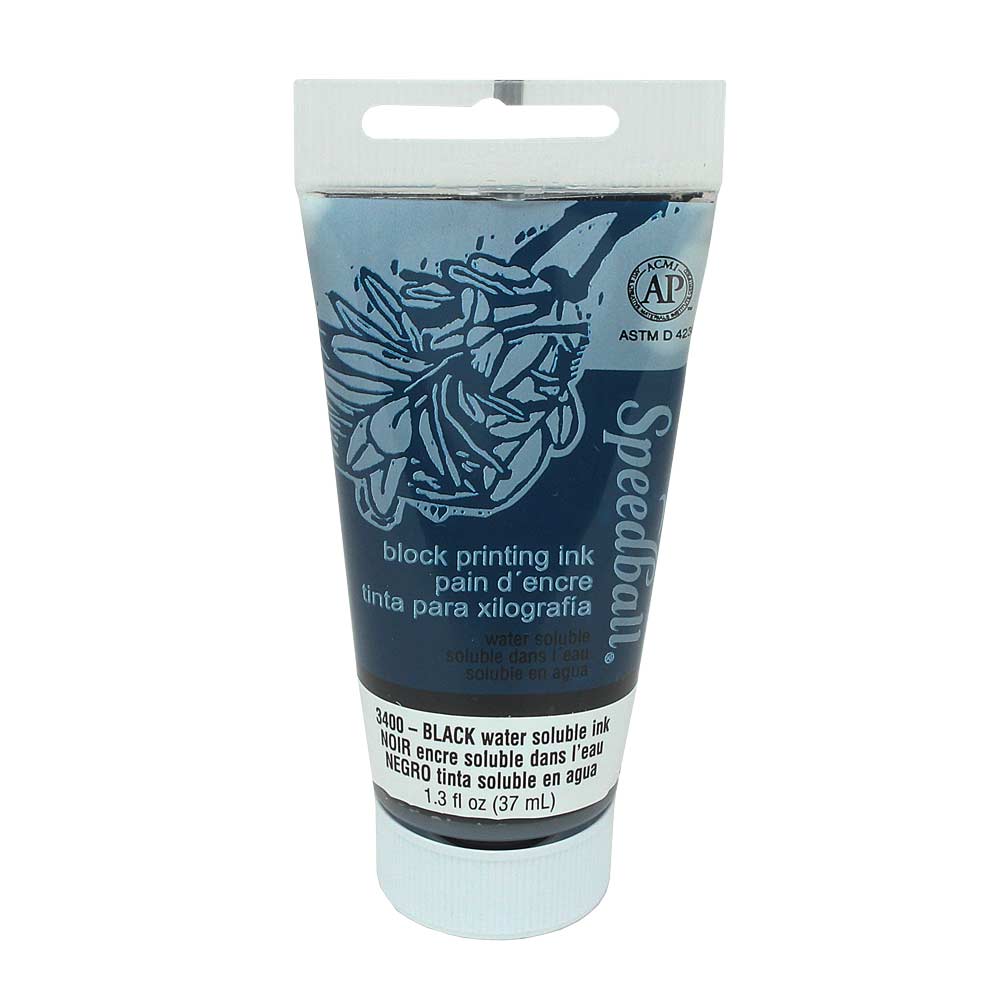 ACMI
AP
ASTM D 423
Speedball®
block printing ink
pain d´encre
tinta para xilografía
water soluble
soluble dans l´eau
soluble en agua
3400 – BLACK water soluble ink
NOIR encre soluble dans l'eau
NEGRO tinta soluble en agua
1.3 fl oz (37 mL)